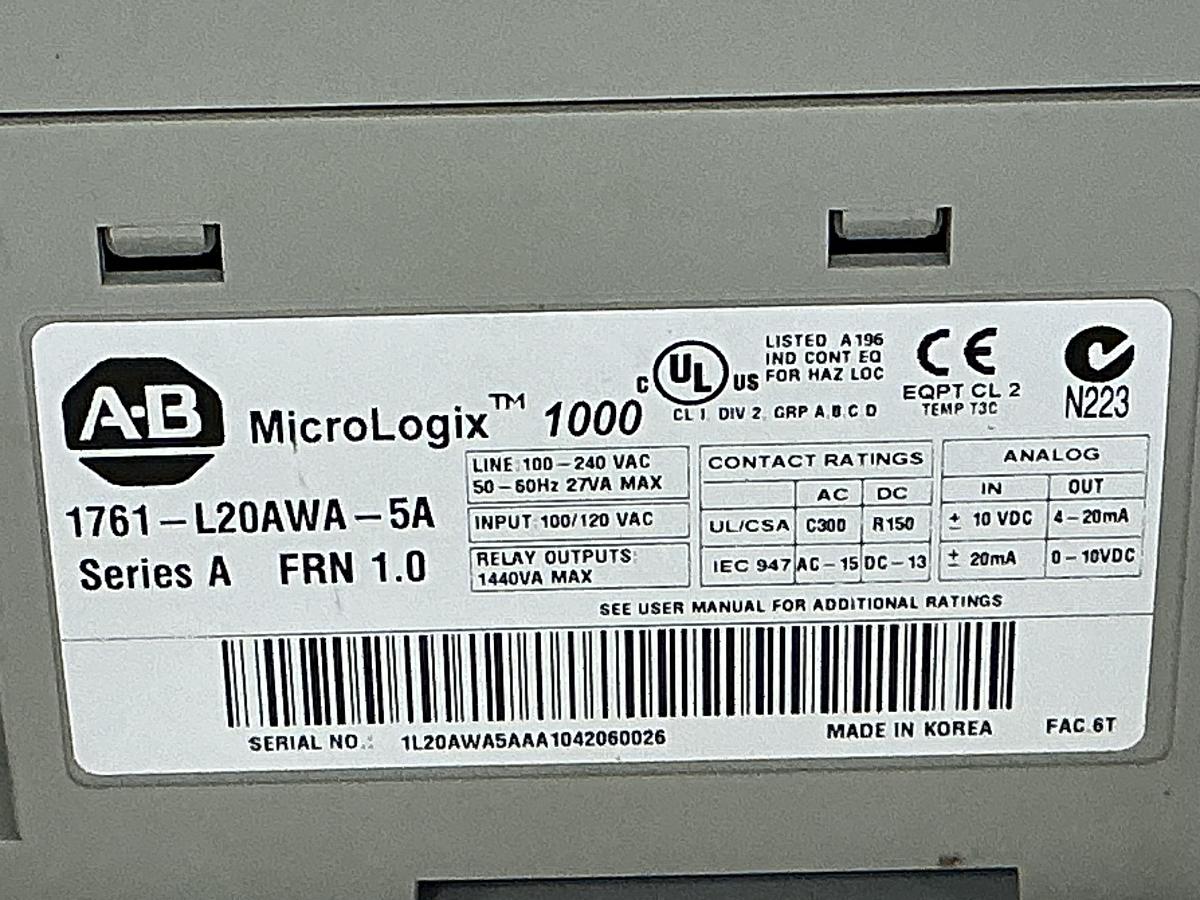 A·B
MicroLogix™ 1000
C UL US
LISTED A196
IND CONT EQ
FOR HAZ LOC
CL 1, DIV 2, GRP A,B,C,D
CE
EQPT CL 2
TEMP T3C
N223
1761-L20AWA-5A
Series A FRN 1.0
LINE: 100-240 VAC
50-60Hz 27VA MAX
INPUT: 100/120 VAC
RELAY OUTPUTS:
1440VA MAX
CONTACT RATINGS
AC DC
UL/CSA C300 R150
IEC 947 AC-15 DC-13
ANALOG
IN OUT
± 10 VDC 4-20mA
± 20mA 0-10VDC
SEE USER MANUAL FOR ADDITIONAL RATINGS
SERIAL NO.: 1L20AWA5AAA1042060026
MADE IN KOREA
FAC.6T